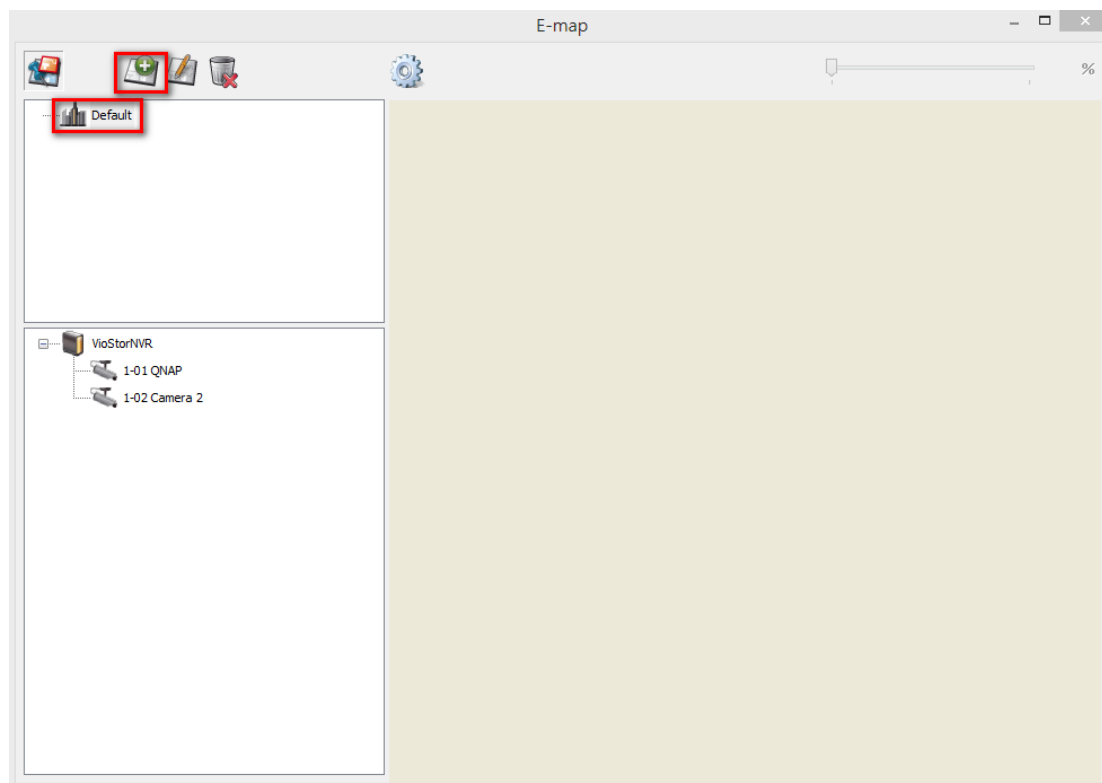 E-map
%
Default
VioStorNVR
1-01 QNAP
1-02 Camera 2